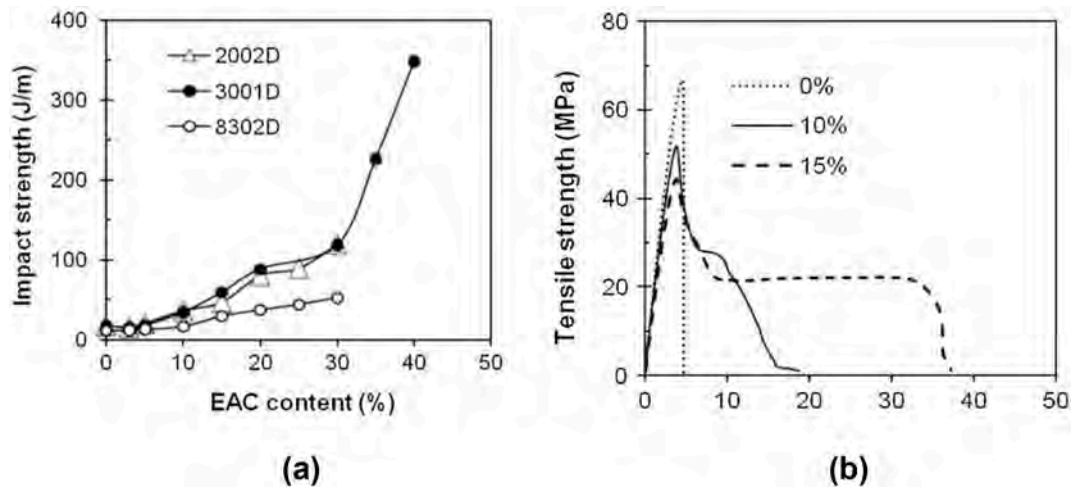 400
300
200
100
0
Impact strength (J/m)
2002D
3001D
8302D
0 10 20 30 40 50
EAC content (%)
(a)
80
60
40
20
0
Tensile strength (MPa)
0%
10%
15%
0 10 20 30 40 50
(b)